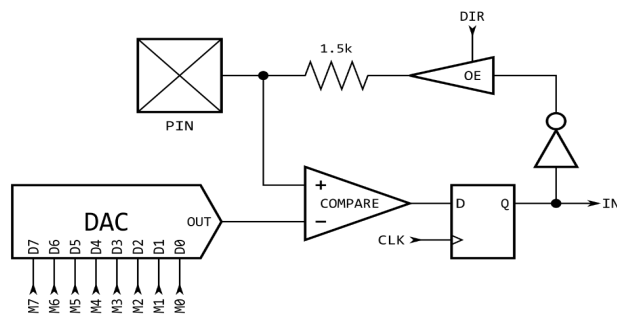 DIR
1.5k
OE
PIN
+
COMPARE
−
DAC
OUT
D7 D6 D5 D4 D3 D2 D1 D0
M7 M6 M5 M4 M3 M2 M1 M0
D Q
CLK
IN